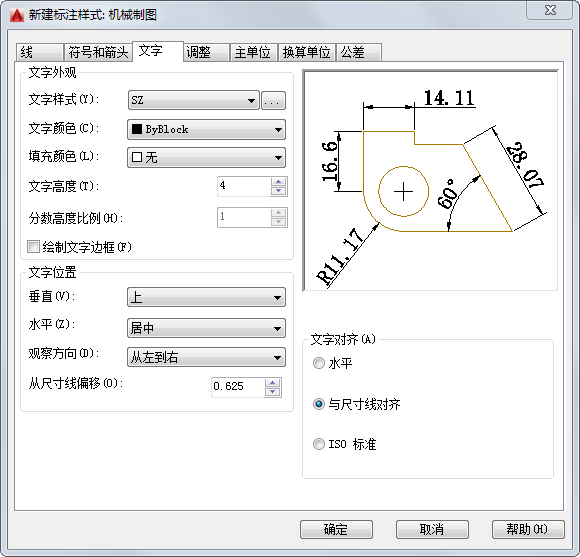 新建标注样式: 机械制图
线 符号和箭头 文字 调整 主单位 换算单位 公差
文字外观
文字样式(Y): SZ ...
文字颜色(C): ByBlock
填充颜色(L): 无
文字高度(T): 4
分数高度比例(H): 1
绘制文字边框(F)
文字位置
垂直(V): 上
水平(Z): 居中
观察方向(D): 从左到右
从尺寸线偏移(O): 0.625
14.11
16.6
28.07
60°
R11.17
文字对齐(A)
水平
与尺寸线对齐
ISO 标准
确定 取消 帮助(H)